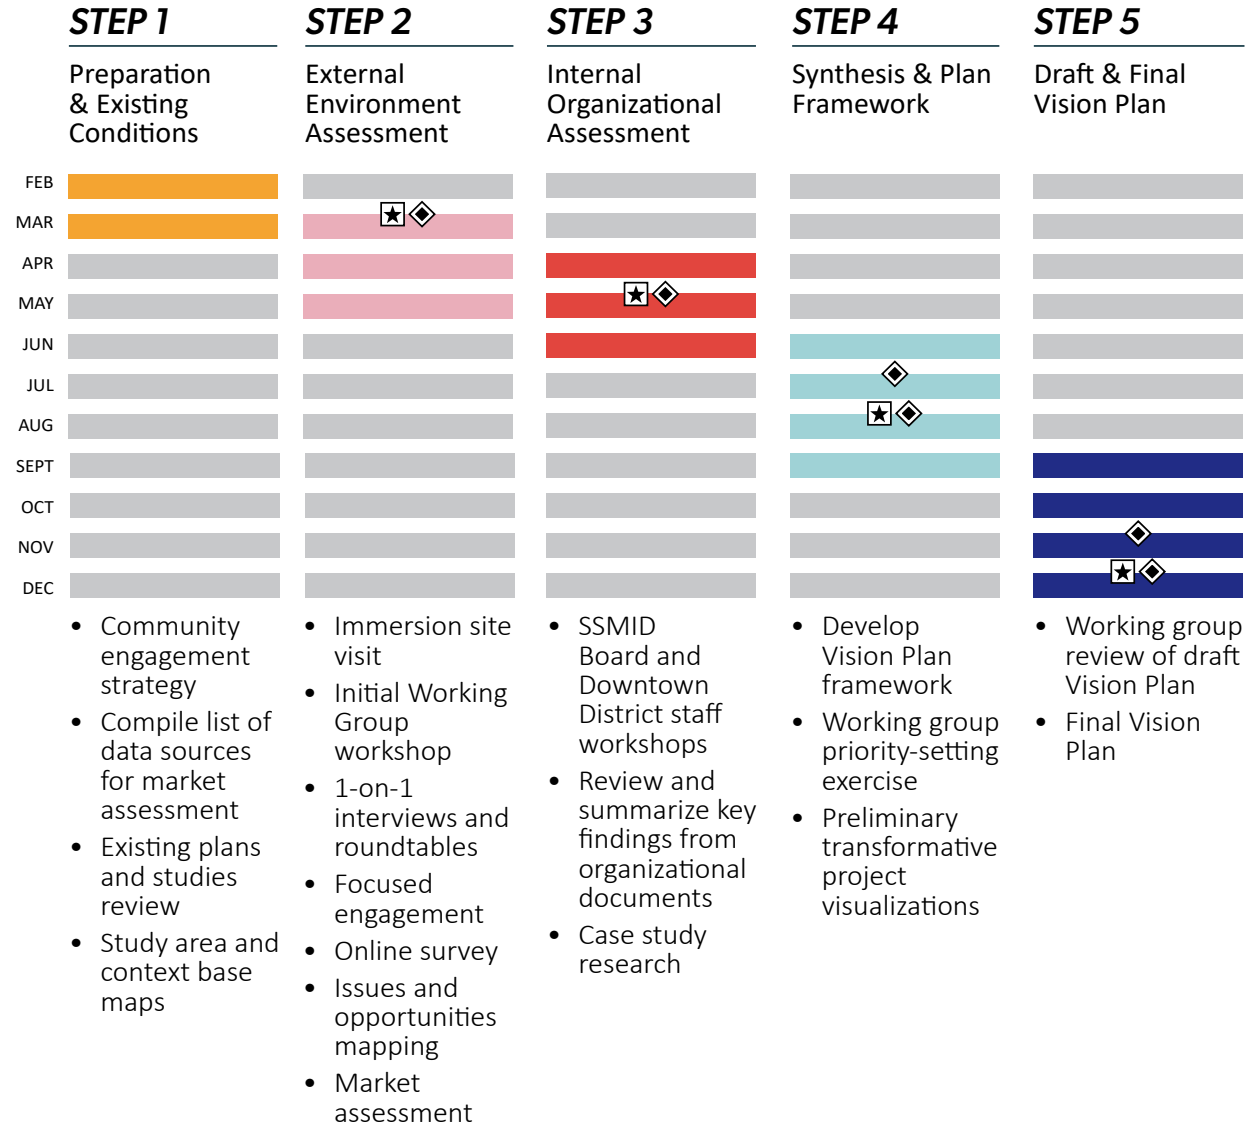 STEP 1
Preparation
& Existing
Conditions
STEP 2
External
Environment
Assessment
STEP 3
Internal
Organizational
Assessment
STEP 4
Synthesis & Plan
Framework
STEP 5
Draft & Final
Vision Plan
FEB
MAR
APR
MAY
JUN
JUL
AUG
SEPT
OCT
NOV
DEC
• Community
engagement
strategy
• Compile list of
data sources
for market
assessment
• Existing plans
and studies
review
• Study area and
context base
maps
• Immersion site
visit
• Initial Working
Group
workshop
• 1-on-1
interviews and
roundtables
• Focused
engagement
• Online survey
• Issues and
opportunities
mapping
• Market
assessment
• SSMID
Board and
Downtown
District staff
workshops
• Review and
summarize key
findings from
organizational
documents
• Case study
research
• Develop
Vision Plan
framework
• Working group
priority-setting
exercise
• Preliminary
transformative
project
visualizations
• Working group
review of draft
Vision Plan
• Final Vision
Plan